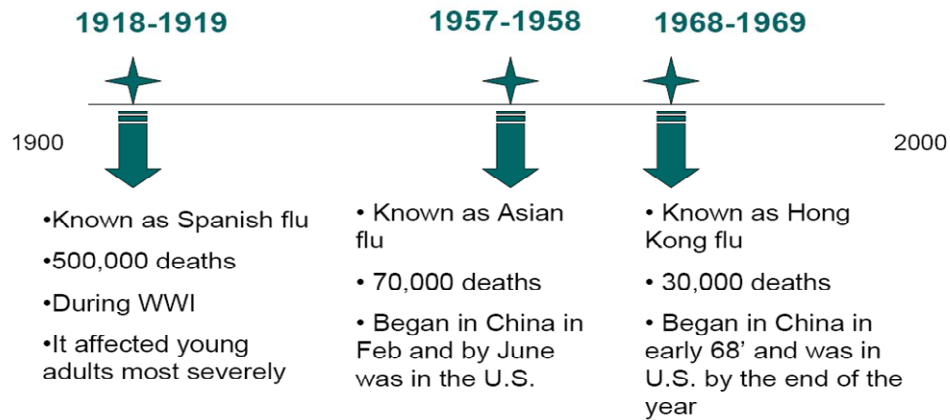 1918-1919
1957-1958
1968-1969
1900
2000
•Known as Spanish flu
•500,000 deaths
•During WWI
•It affected young
adults most severely
• Known as Asian
flu
• 70,000 deaths
• Began in China in
Feb and by June
was in the U.S.
• Known as Hong
Kong flu
• 30,000 deaths
• Began in China in
early 68’ and was in
U.S. by the end of the
year